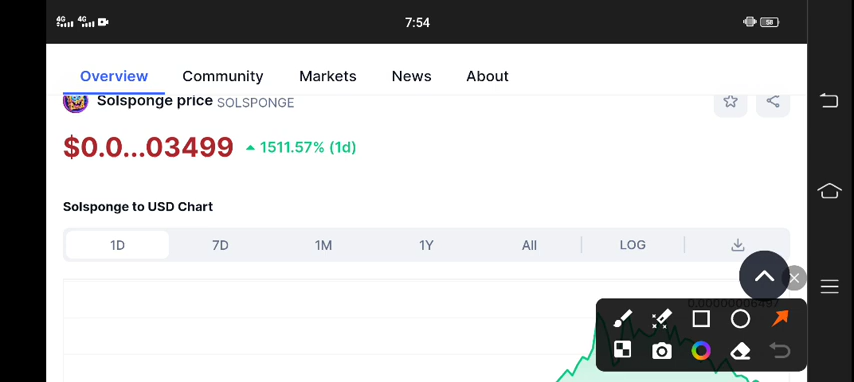 4G 4G 7:54 58
Overview Community Markets News About
Solsponge price SOLSPONGE
$0.0...03499 1511.57% (1d)
Solsponge to USD Chart
1D 7D 1M 1Y All LOG